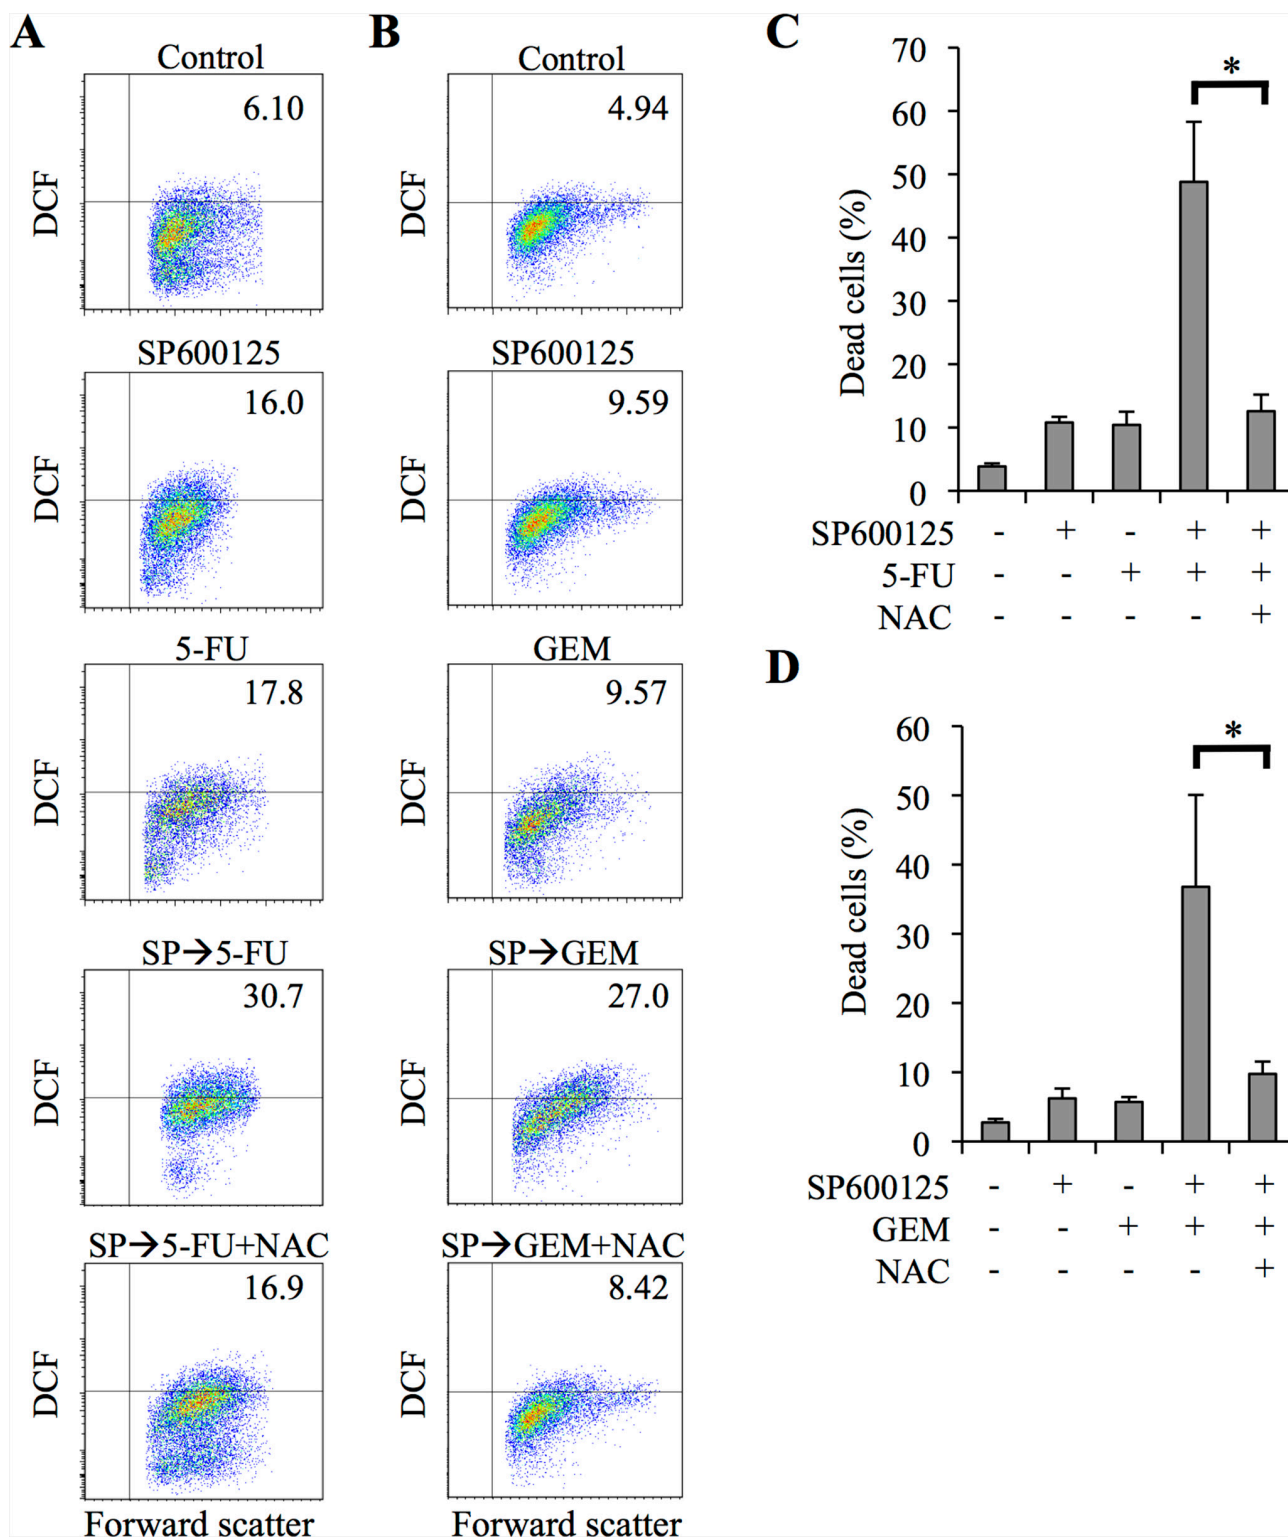 A
Control
6.10
DCF
SP600125
16.0
DCF
5-FU
17.8
DCF
SP→5-FU
30.7
DCF
SP→5-FU+NAC
16.9
DCF
Forward scatter
B
Control
4.94
DCF
SP600125
9.59
DCF
GEM
9.57
DCF
SP→GEM
27.0
DCF
SP→GEM+NAC
8.42
DCF
Forward scatter
C
Dead cells (%)
70
60
50
40
30
20
10
0
*
SP600125 - + - + +
5-FU - - + + +
NAC - - - - +
D
Dead cells (%)
60
50
40
30
20
10
0
*
SP600125 - + - + +
GEM - - + + +
NAC - - - - +